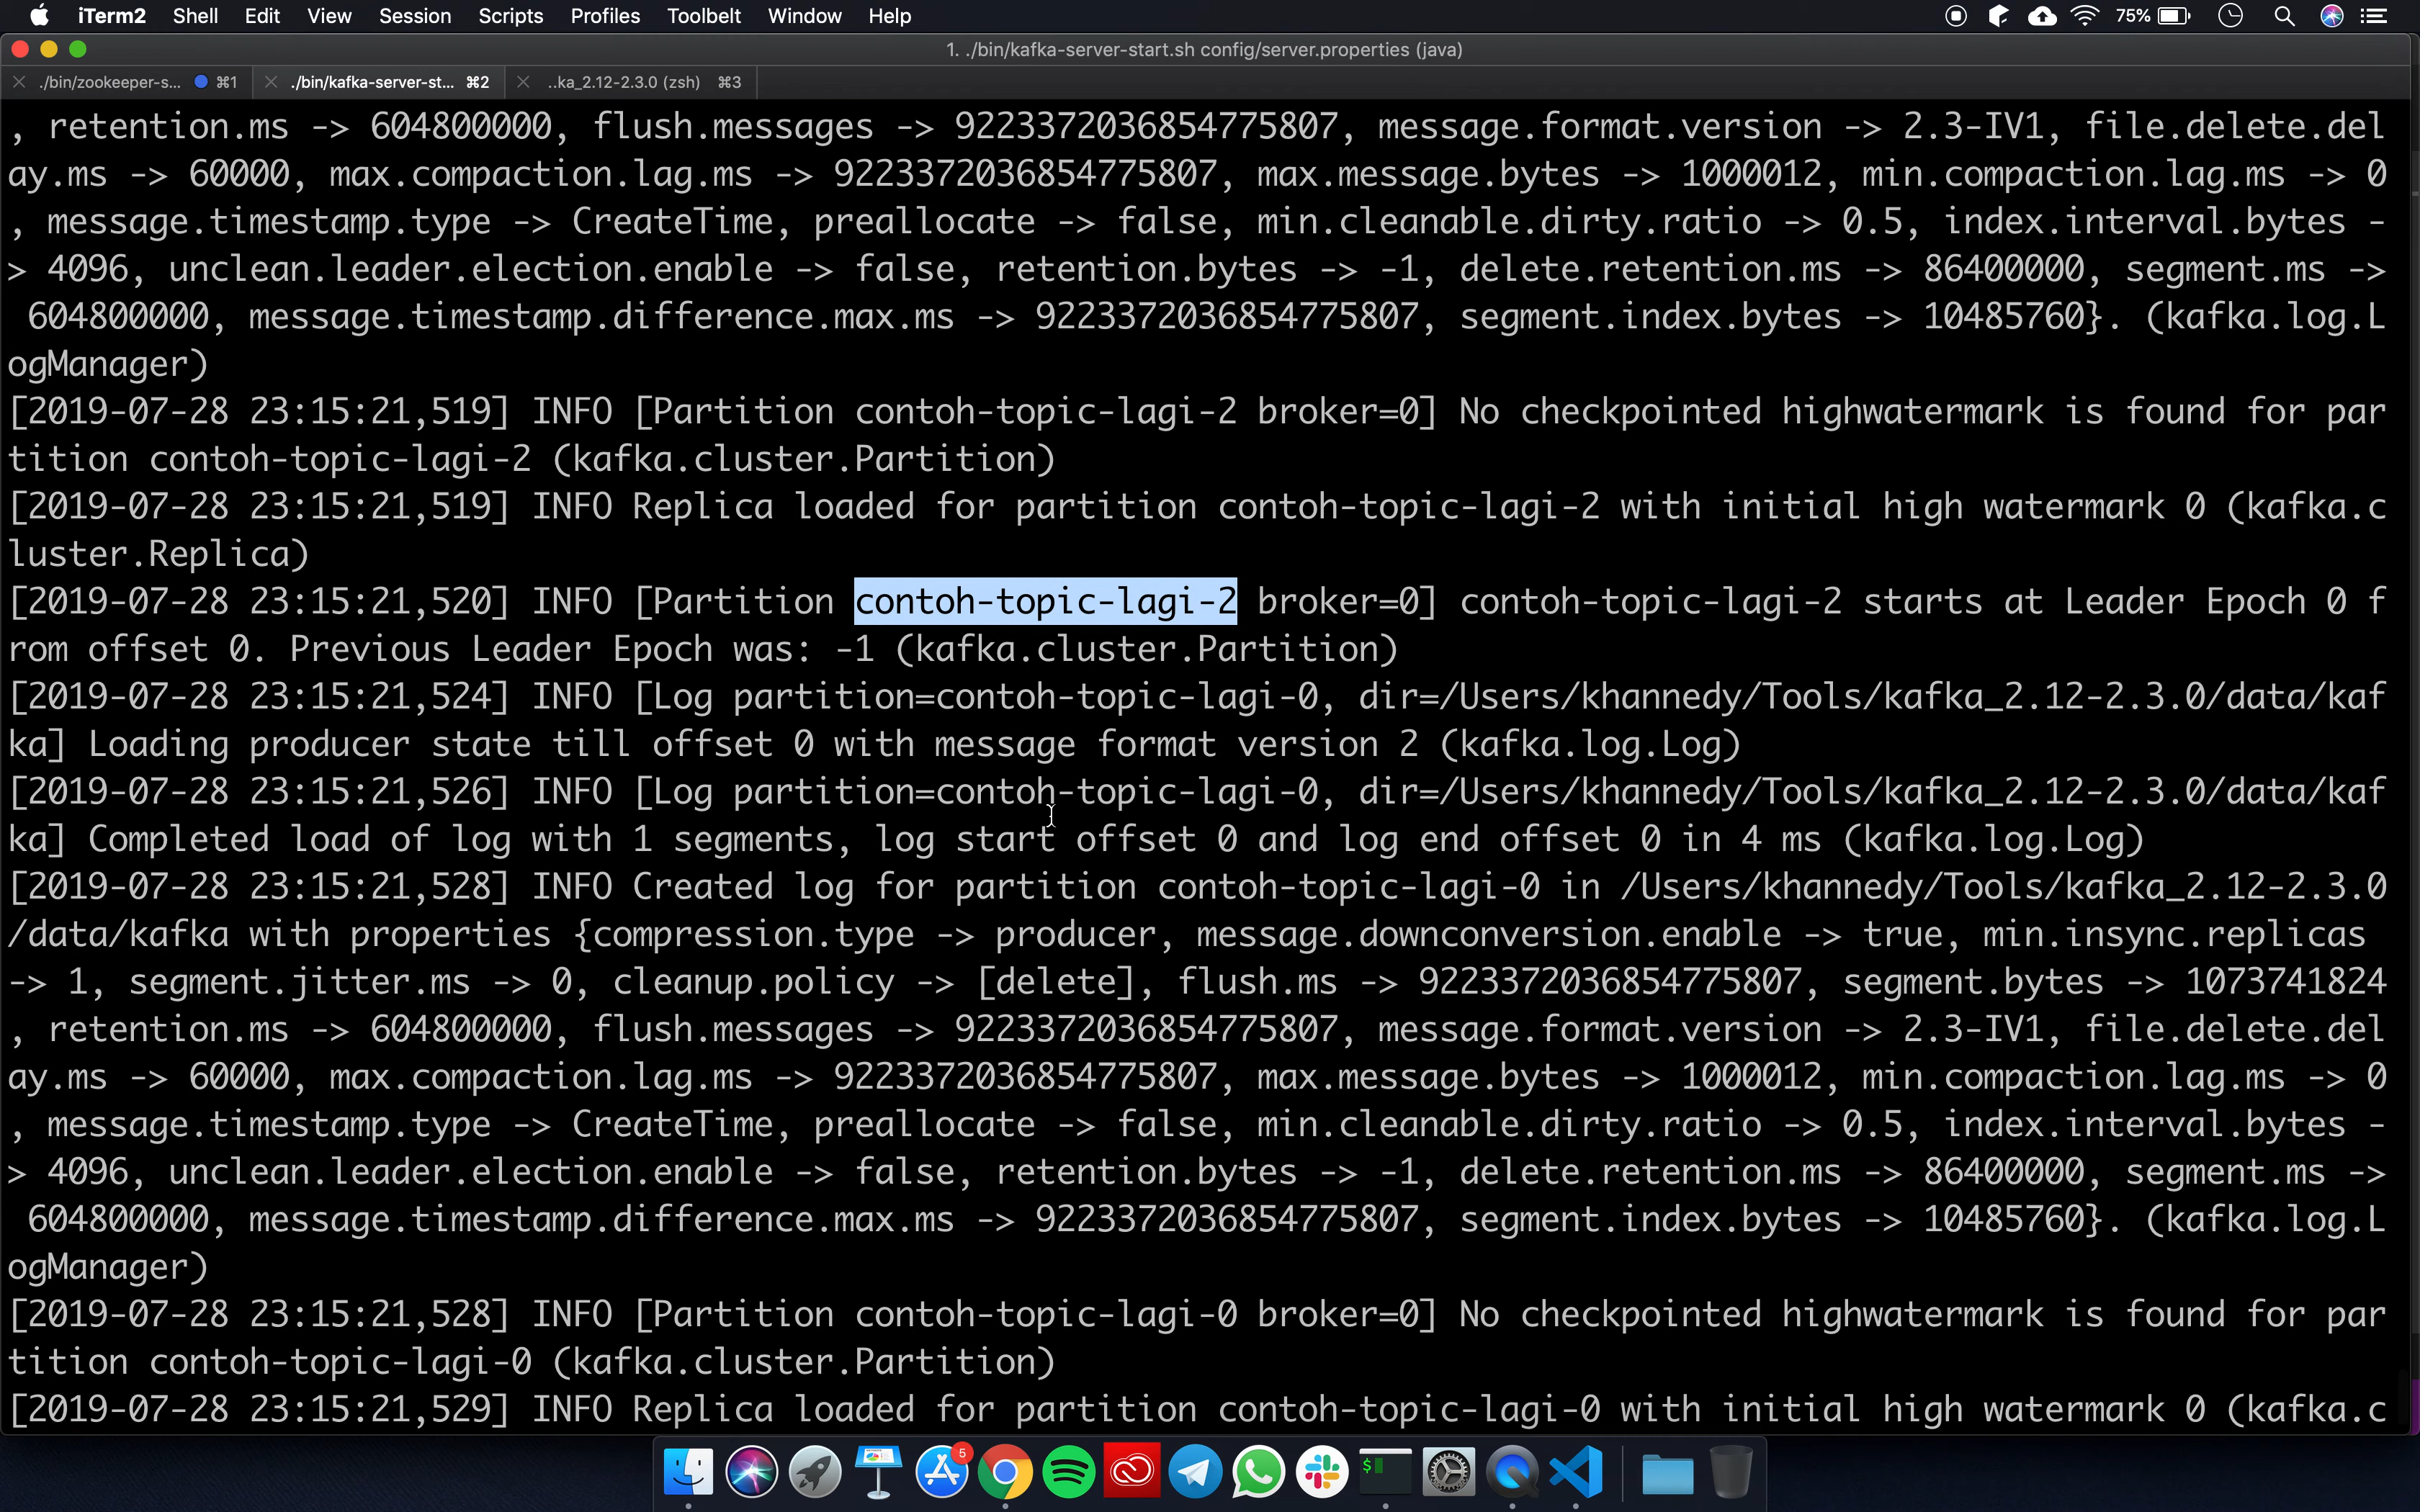 iTerm2 Shell Edit View Session Scripts Profiles Toolbelt Window Help 75%
1. ./bin/kafka-server-start.sh config/server.properties (java)
./bin/zookeeper-s... ⌘1 ./bin/kafka-server-st... ⌘2 ..ka_2.12-2.3.0 (zsh) ⌘3
, retention.ms -> 604800000, flush.messages -> 9223372036854775807, message.format.version -> 2.3-IV1, file.delete.del
ay.ms -> 60000, max.compaction.lag.ms -> 9223372036854775807, max.message.bytes -> 1000012, min.compaction.lag.ms -> 0
, message.timestamp.type -> CreateTime, preallocate -> false, min.cleanable.dirty.ratio -> 0.5, index.interval.bytes -
> 4096, unclean.leader.election.enable -> false, retention.bytes -> -1, delete.retention.ms -> 86400000, segment.ms ->
604800000, message.timestamp.difference.max.ms -> 9223372036854775807, segment.index.bytes -> 10485760}. (kafka.log.L
ogManager)
[2019-07-28 23:15:21,519] INFO [Partition contoh-topic-lagi-2 broker=0] No checkpointed highwatermark is found for par
tition contoh-topic-lagi-2 (kafka.cluster.Partition)
[2019-07-28 23:15:21,519] INFO Replica loaded for partition contoh-topic-lagi-2 with initial high watermark 0 (kafka.c
luster.Replica)
[2019-07-28 23:15:21,520] INFO [Partition contoh-topic-lagi-2 broker=0] contoh-topic-lagi-2 starts at Leader Epoch 0 f
rom offset 0. Previous Leader Epoch was: -1 (kafka.cluster.Partition)
[2019-07-28 23:15:21,524] INFO [Log partition=contoh-topic-lagi-0, dir=/Users/khannedy/Tools/kafka_2.12-2.3.0/data/kaf
ka] Loading producer state till offset 0 with message format version 2 (kafka.log.Log)
[2019-07-28 23:15:21,526] INFO [Log partition=contoh-topic-lagi-0, dir=/Users/khannedy/Tools/kafka_2.12-2.3.0/data/kaf
ka] Completed load of log with 1 segments, log start offset 0 and log end offset 0 in 4 ms (kafka.log.Log)
[2019-07-28 23:15:21,528] INFO Created log for partition contoh-topic-lagi-0 in /Users/khannedy/Tools/kafka_2.12-2.3.0
/data/kafka with properties {compression.type -> producer, message.downconversion.enable -> true, min.insync.replicas
-> 1, segment.jitter.ms -> 0, cleanup.policy -> [delete], flush.ms -> 9223372036854775807, segment.bytes -> 1073741824
, retention.ms -> 604800000, flush.messages -> 9223372036854775807, message.format.version -> 2.3-IV1, file.delete.del
ay.ms -> 60000, max.compaction.lag.ms -> 9223372036854775807, max.message.bytes -> 1000012, min.compaction.lag.ms -> 0
, message.timestamp.type -> CreateTime, preallocate -> false, min.cleanable.dirty.ratio -> 0.5, index.interval.bytes -
> 4096, unclean.leader.election.enable -> false, retention.bytes -> -1, delete.retention.ms -> 86400000, segment.ms ->
604800000, message.timestamp.difference.max.ms -> 9223372036854775807, segment.index.bytes -> 10485760}. (kafka.log.L
ogManager)
[2019-07-28 23:15:21,528] INFO [Partition contoh-topic-lagi-0 broker=0] No checkpointed highwatermark is found for par
tition contoh-topic-lagi-0 (kafka.cluster.Partition)
[2019-07-28 23:15:21,529] INFO Replica loaded for partition contoh-topic-lagi-0 with initial high watermark 0 (kafka.c
5
$